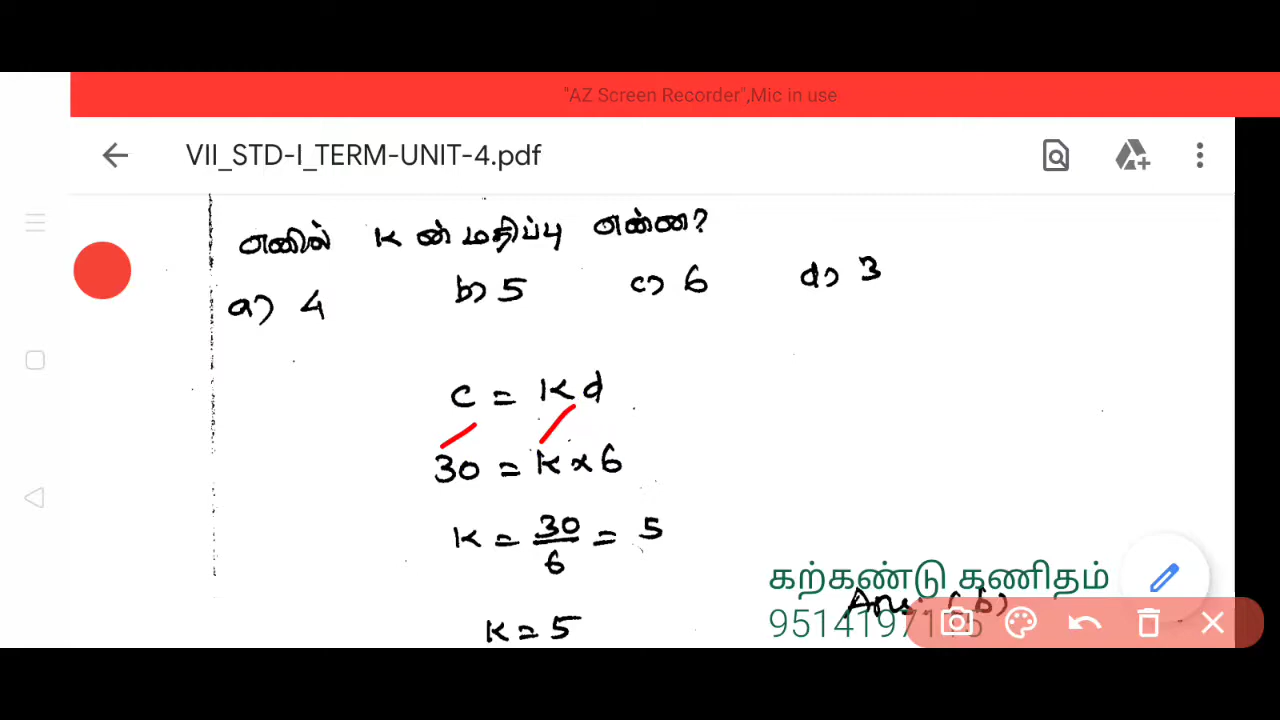 "AZ Screen Recorder",Mic in use
VII_STD-I_TERM-UNIT-4.pdf
எனில் K ன் மதிப்பு என்ன?
a) 4 b) 5 c) 6 d) 3
c = Kd
30 = K × 6
K = 30/6 = 5
கற்கண்டு கணிதம்
Ans: (b)
K = 5